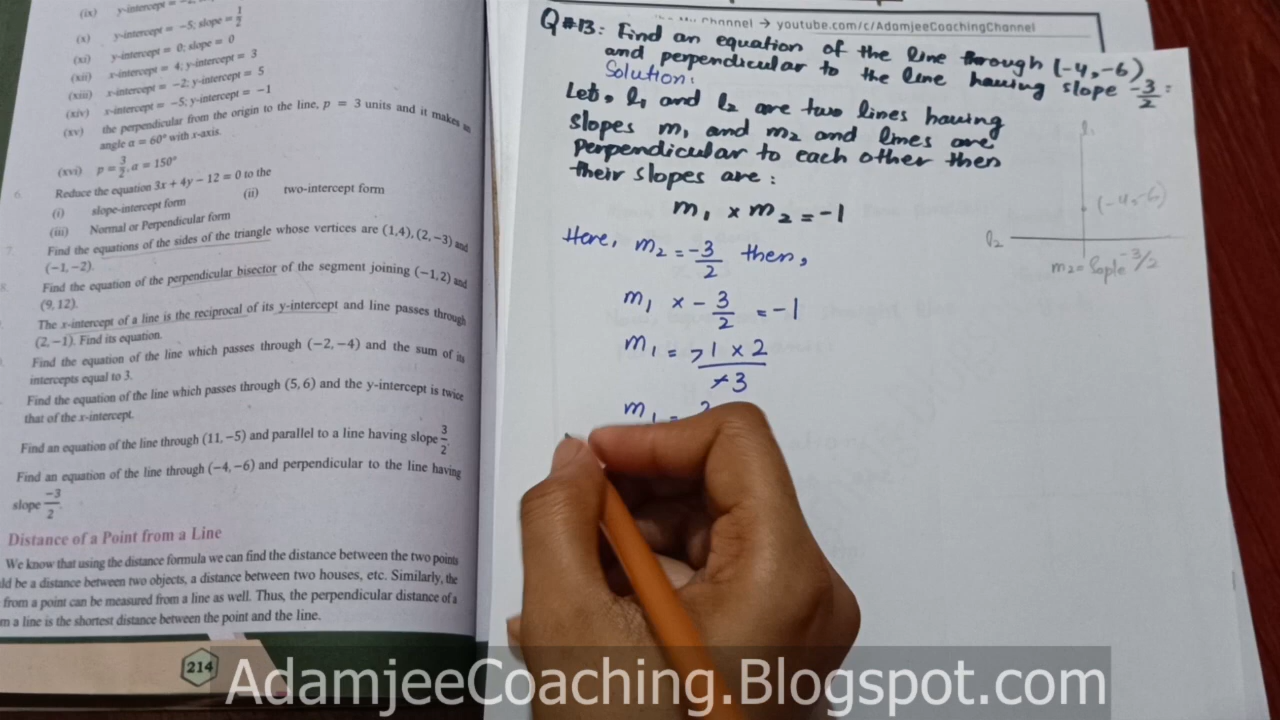 (ix) y-intercept =
(x) y-intercept = −5; slope = 1/2
(xi) y-intercept = 0; slope = 0
(xii) x-intercept = 4; y-intercept = 3
(xiii) x-intercept = −2; y-intercept = 5
(xiv) x-intercept = −5; y-intercept = −1
(xv) the perpendicular from the origin to the line, p = 3 units and it makes an
angle α = 60° with x-axis.
(xvi) p = 3/2, α = 150°
6. Reduce the equation 3x + 4y − 12 = 0 to the
(i) slope-intercept form (ii) two-intercept form
(iii) Normal or Perpendicular form
7. Find the equations of the sides of the triangle whose vertices are (1,4), (2, −3) and
(−1, −2).
8. Find the equation of the perpendicular bisector of the segment joining (−1, 2) and
(9, 12).
The x-intercept of a line is the reciprocal of its y-intercept and line passes through
(2, −1). Find its equation.
Find the equation of the line which passes through (−2, −4) and the sum of its
intercepts equal to 3.
Find the equation of the line which passes through (5, 6) and the y-intercept is twice
that of the x-intercept.
Find an equation of the line through (11, −5) and parallel to a line having slope 3/2.
Find an equation of the line through (−4, −6) and perpendicular to the line having
slope −3/2.
Distance of a Point from a Line
We know that using the distance formula we can find the distance between the two points
ld be a distance between two objects, a distance between two houses, etc. Similarly, the
from a point can be measured from a line as well. Thus, the perpendicular distance of a
m a line is the shortest distance between the point and the line.
214
Channel → youtube.com/c/AdamjeeCoachingChannel
Q#13: Find an equation of the line through (-4,-6)
and perpendicular to the line having slope -3/2:
Solution:
Let, l1 and l2 are two lines having
slopes m1 and m2 and lines are
perpendicular to each other then
their slopes are:
m1 × m2 = -1
Here, m2 = -3/2 then,
m1 × -3/2 = -1
m1 = -1 × 2 / -3
m1 = 2
l1
(-4,-6)
l2
m2 = slope -3/2
AdamjeeCoaching.Blogspot.com